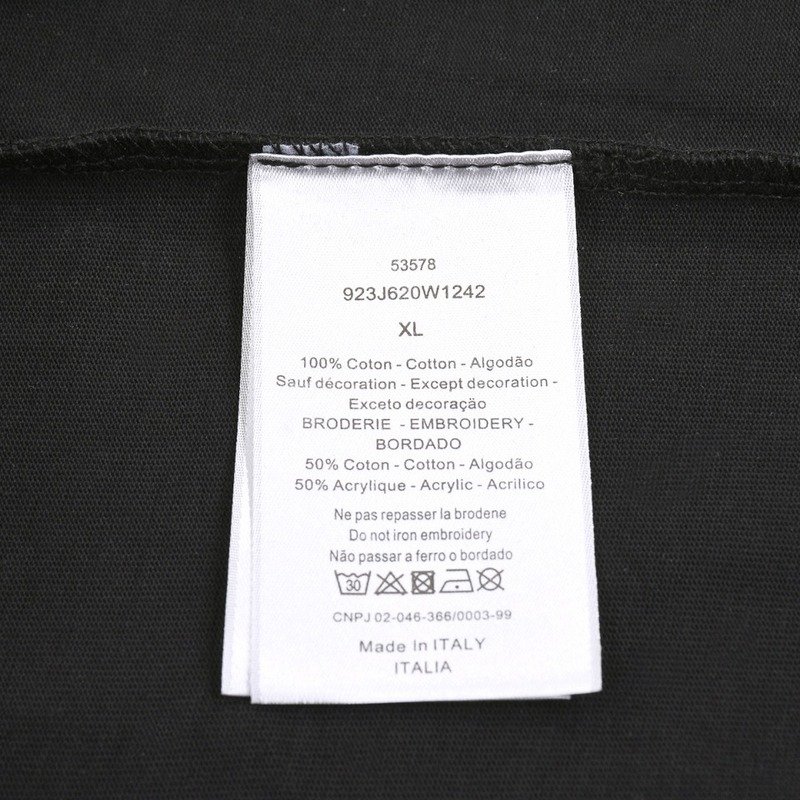 53578
923J620W1242
XL
100% Coton - Cotton - Algodão
Sauf décoration - Except decoration -
Exceto decoraçäo
BRODERIE - EMBROIDERY -
BORDADO
50% Coton - Cotton - Algodão
50% Acrylique - Acrylic - Acrilico
Ne pas repasser la brodene
Do not iron embroidery
Não passar a ferro o bordado
30
CNPJ 02-046-366/0003-99
Made In ITALY
ITALIA